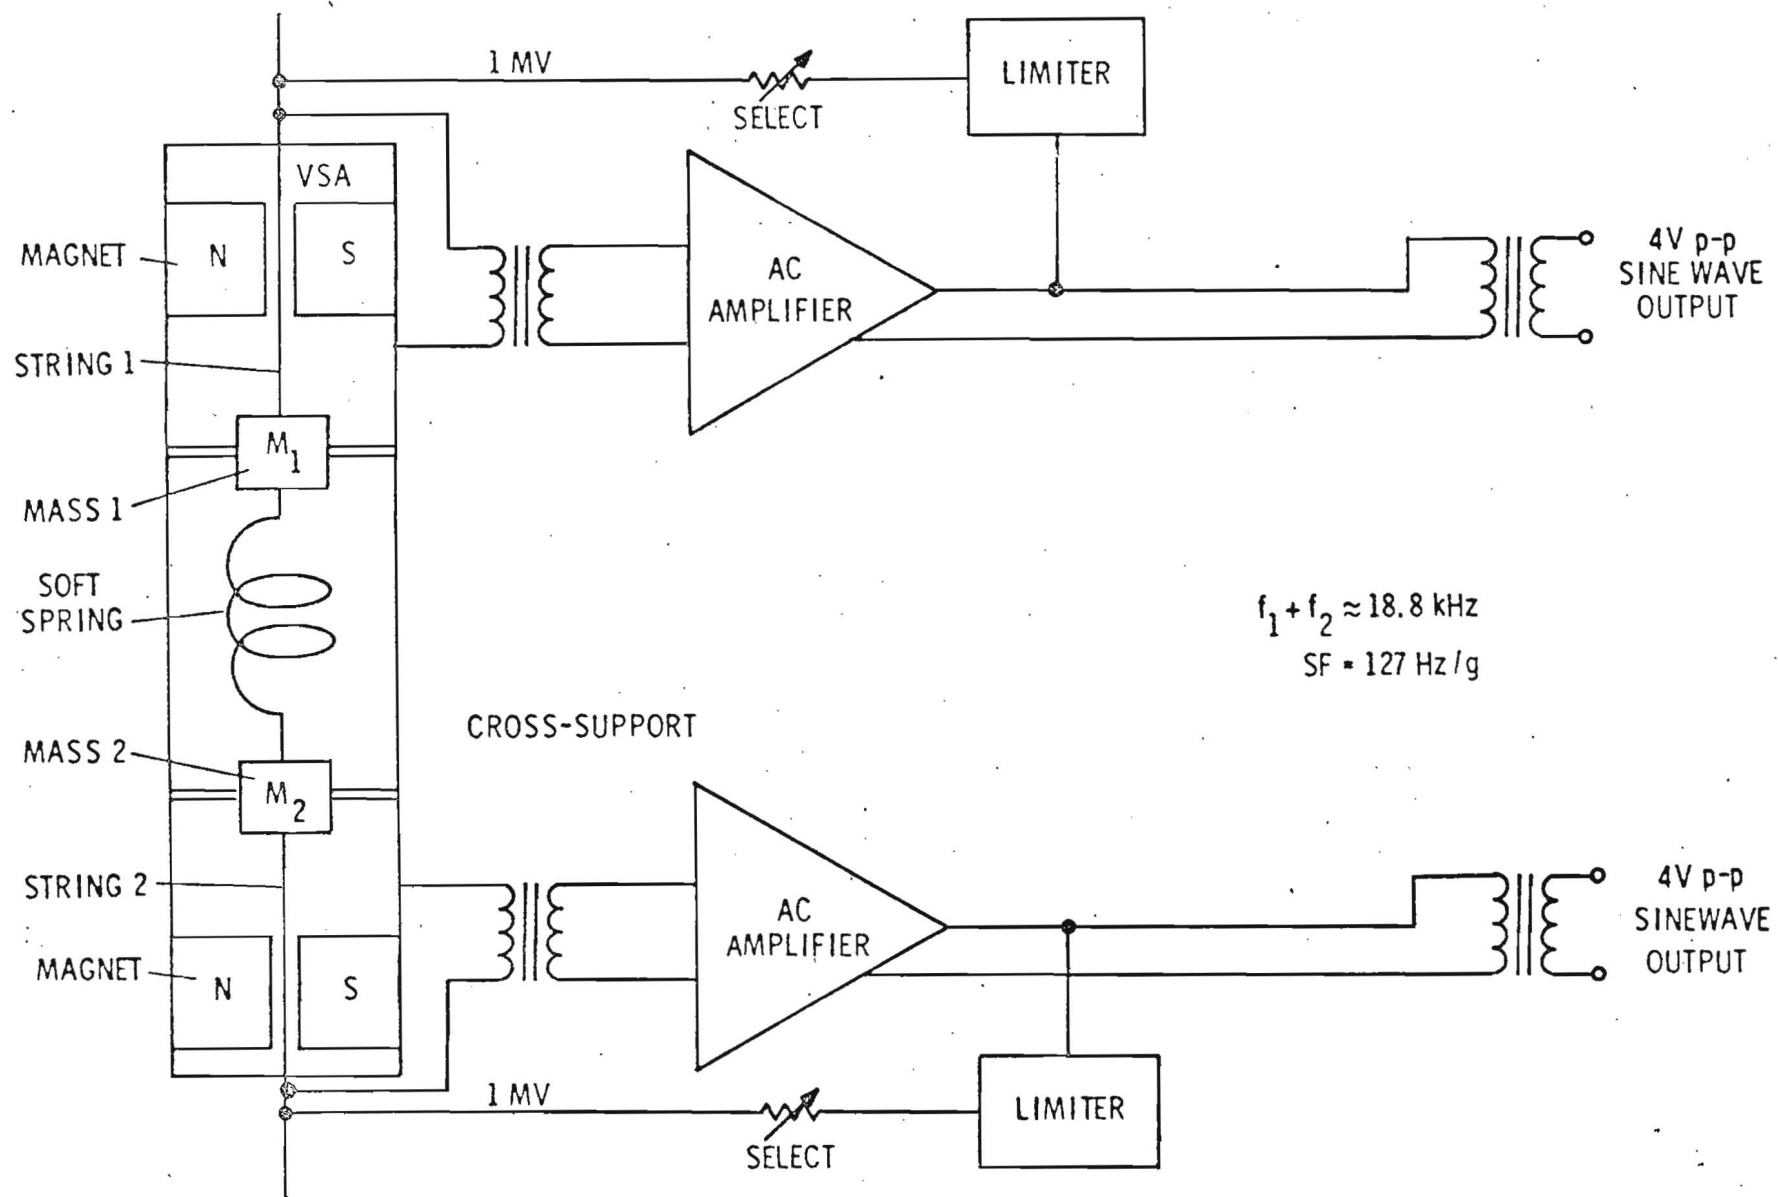 1 MV
SELECT
LIMITER
VSA
MAGNET
N
S
AC
AMPLIFIER
4V p-p
SINE WAVE
OUTPUT
STRING 1
M1
MASS 1
SOFT
SPRING
f1 + f2 ≈ 18.8 kHz
SF = 127 Hz/g
CROSS-SUPPORT
MASS 2
M2
STRING 2
AC
AMPLIFIER
4V p-p
SINEWAVE
OUTPUT
MAGNET
N
S
1 MV
SELECT
LIMITER